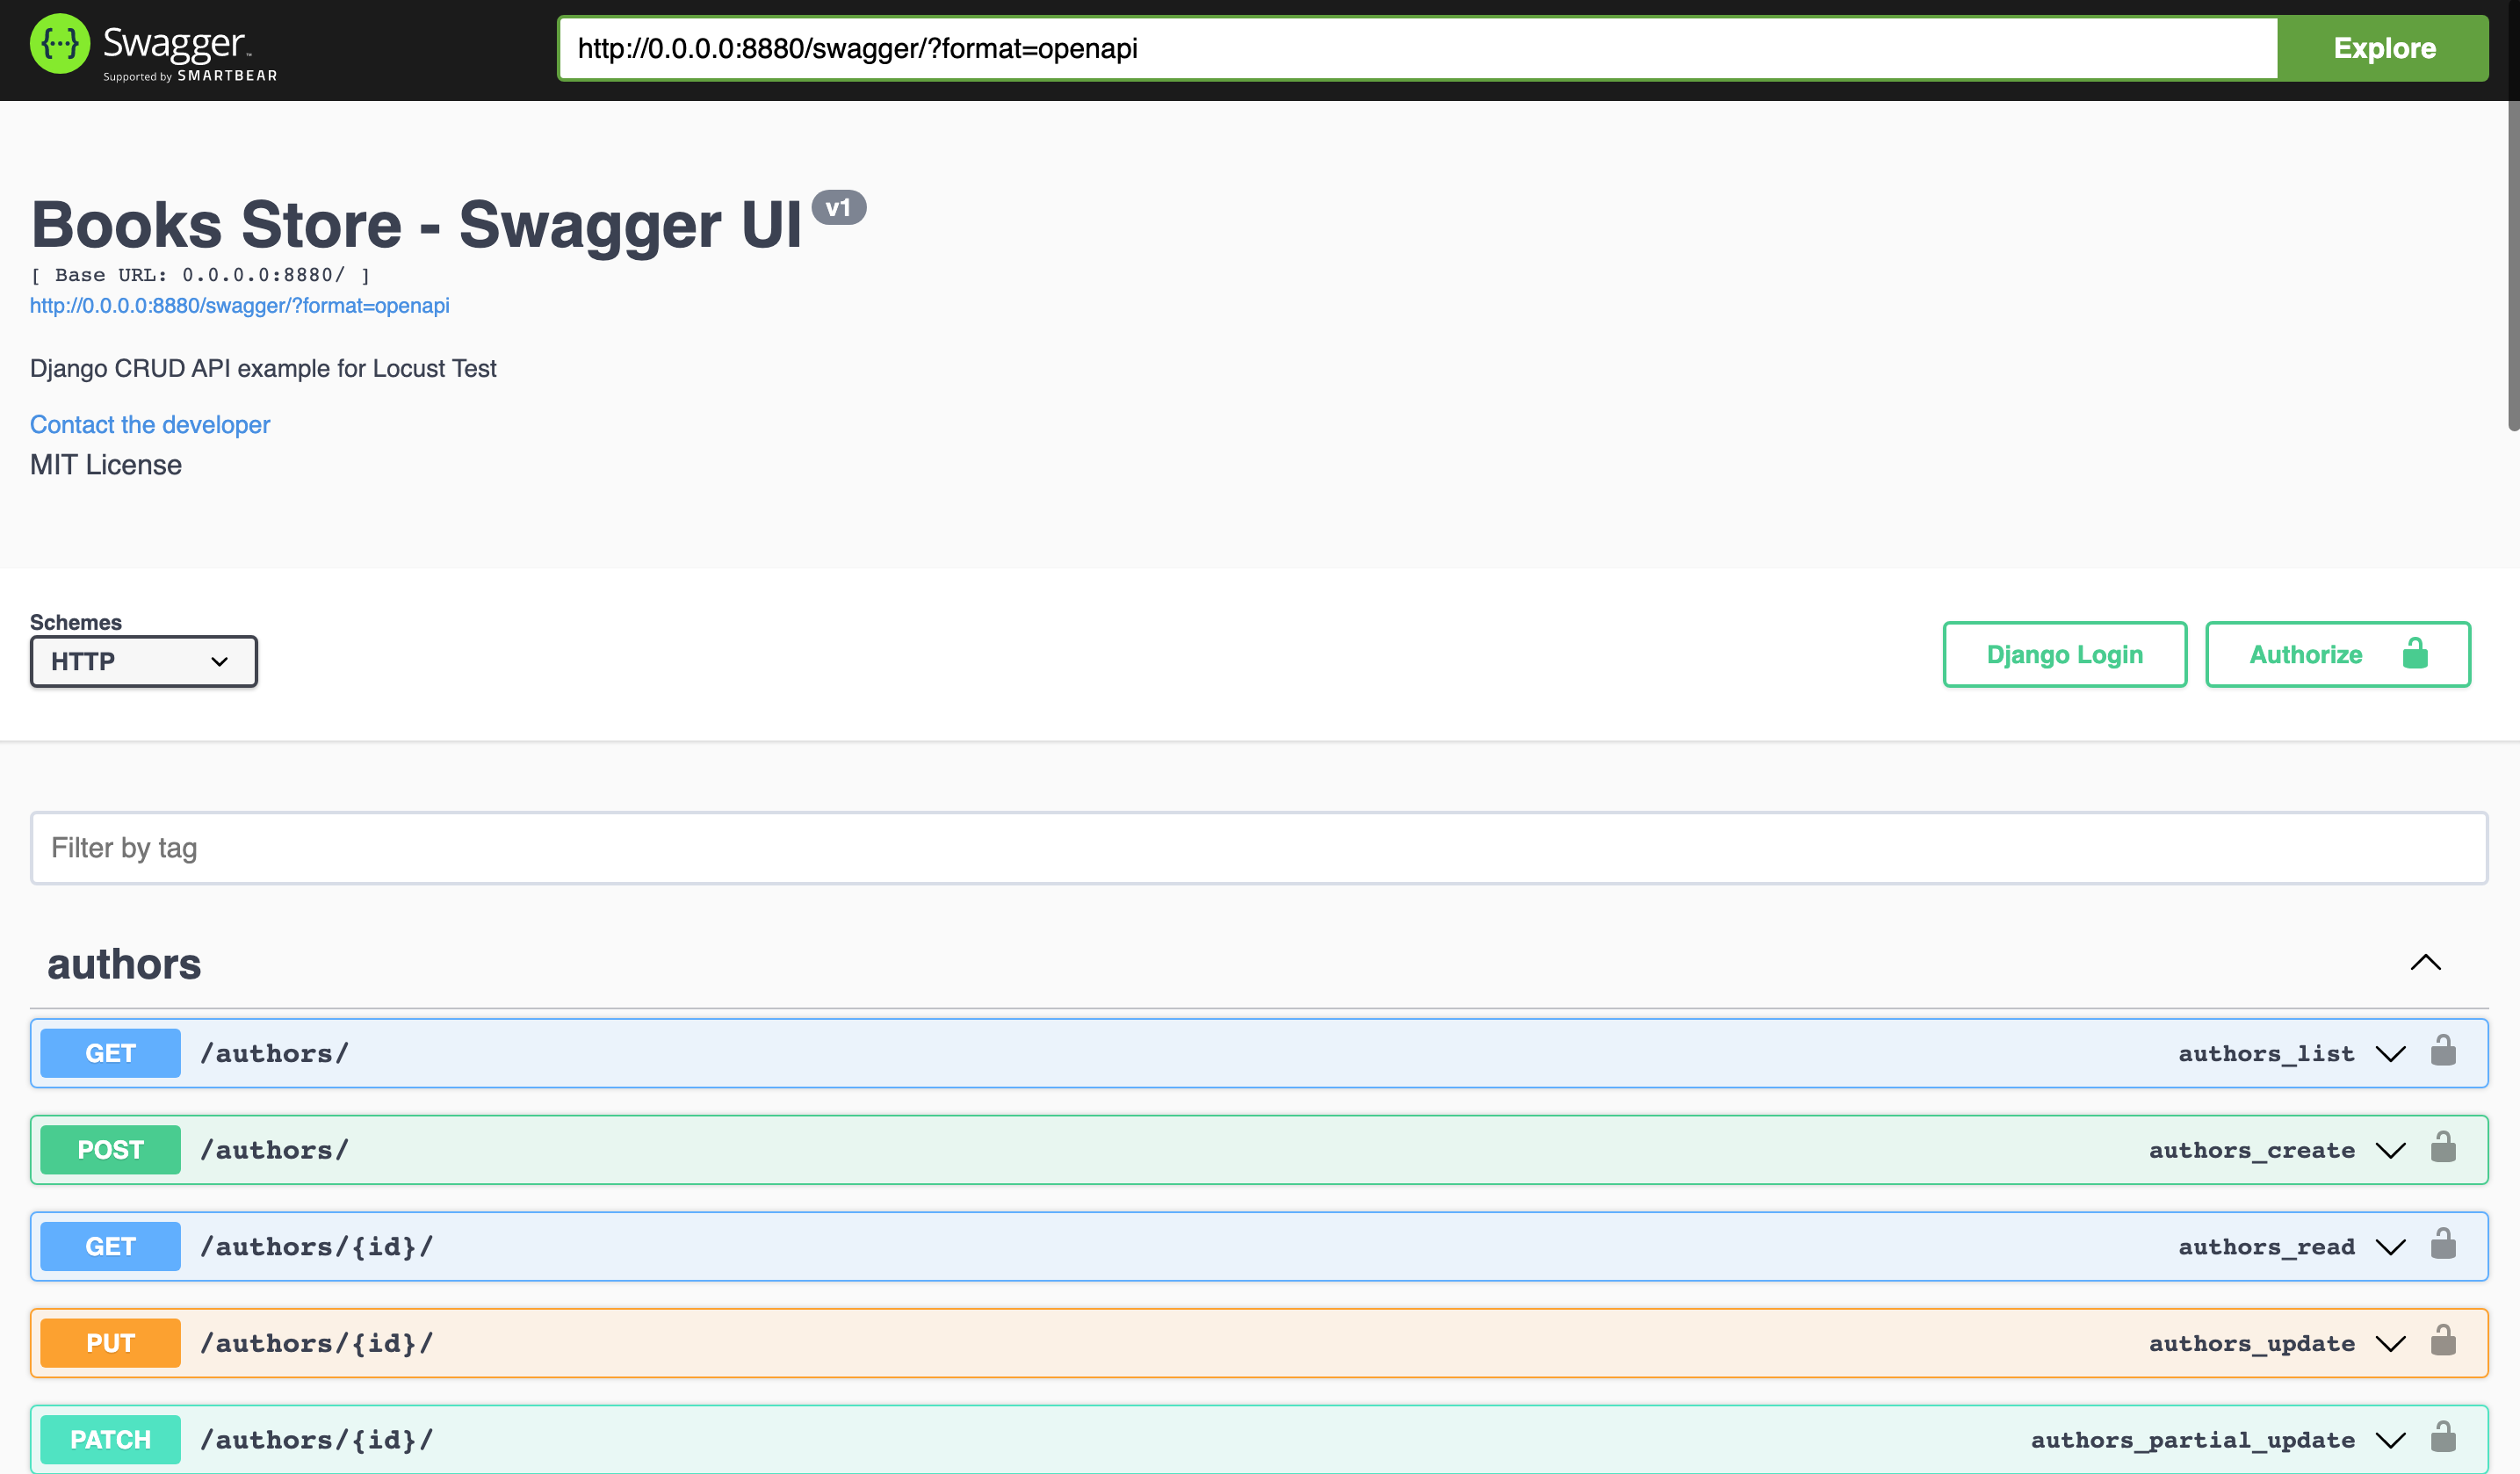 {···} Swagger™
Supported by SMARTBEAR
http://0.0.0.0:8880/swagger/?format=openapi
Explore
Books Store - Swagger UI v1
[ Base URL: 0.0.0.0:8880/ ]
http://0.0.0.0:8880/swagger/?format=openapi
Django CRUD API example for Locust Test
Contact the developer
MIT License
Schemes
HTTP
Django Login
Authorize
Filter by tag
authors
GET /authors/ authors_list
POST /authors/ authors_create
GET /authors/{id}/ authors_read
PUT /authors/{id}/ authors_update
PATCH /authors/{id}/ authors_partial_update